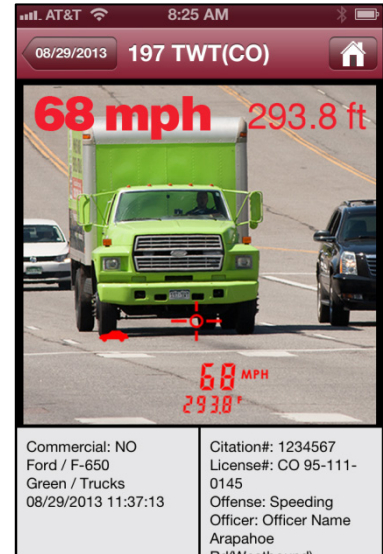 AT&T 8:25 AM
08/29/2013 197 TWT(CO)
68 mph 293.8 ft
68 MPH
293.8 F
Commercial: NO
Ford / F-650
Green / Trucks
08/29/2013 11:37:13
Citation#: 1234567
License#: CO 95-111-
0145
Offense: Speeding
Officer: Officer Name
Arapahoe